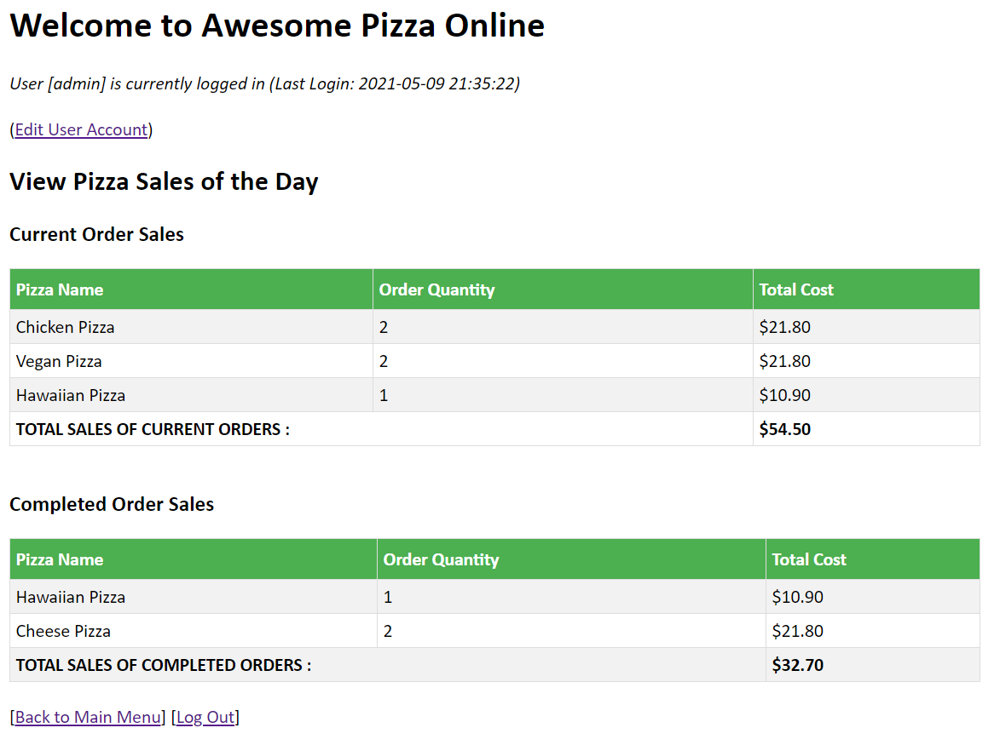 Welcome to Awesome Pizza Online
User [admin] is currently logged in (Last Login: 2021-05-09 21:35:22)
(Edit User Account)
View Pizza Sales of the Day
Current Order Sales
Pizza Name Order Quantity Total Cost
Chicken Pizza 2 $21.80
Vegan Pizza 2 $21.80
Hawaiian Pizza 1 $10.90
TOTAL SALES OF CURRENT ORDERS : $54.50
Completed Order Sales
Pizza Name Order Quantity Total Cost
Hawaiian Pizza 1 $10.90
Cheese Pizza 2 $21.80
TOTAL SALES OF COMPLETED ORDERS : $32.70
[Back to Main Menu] [Log Out]